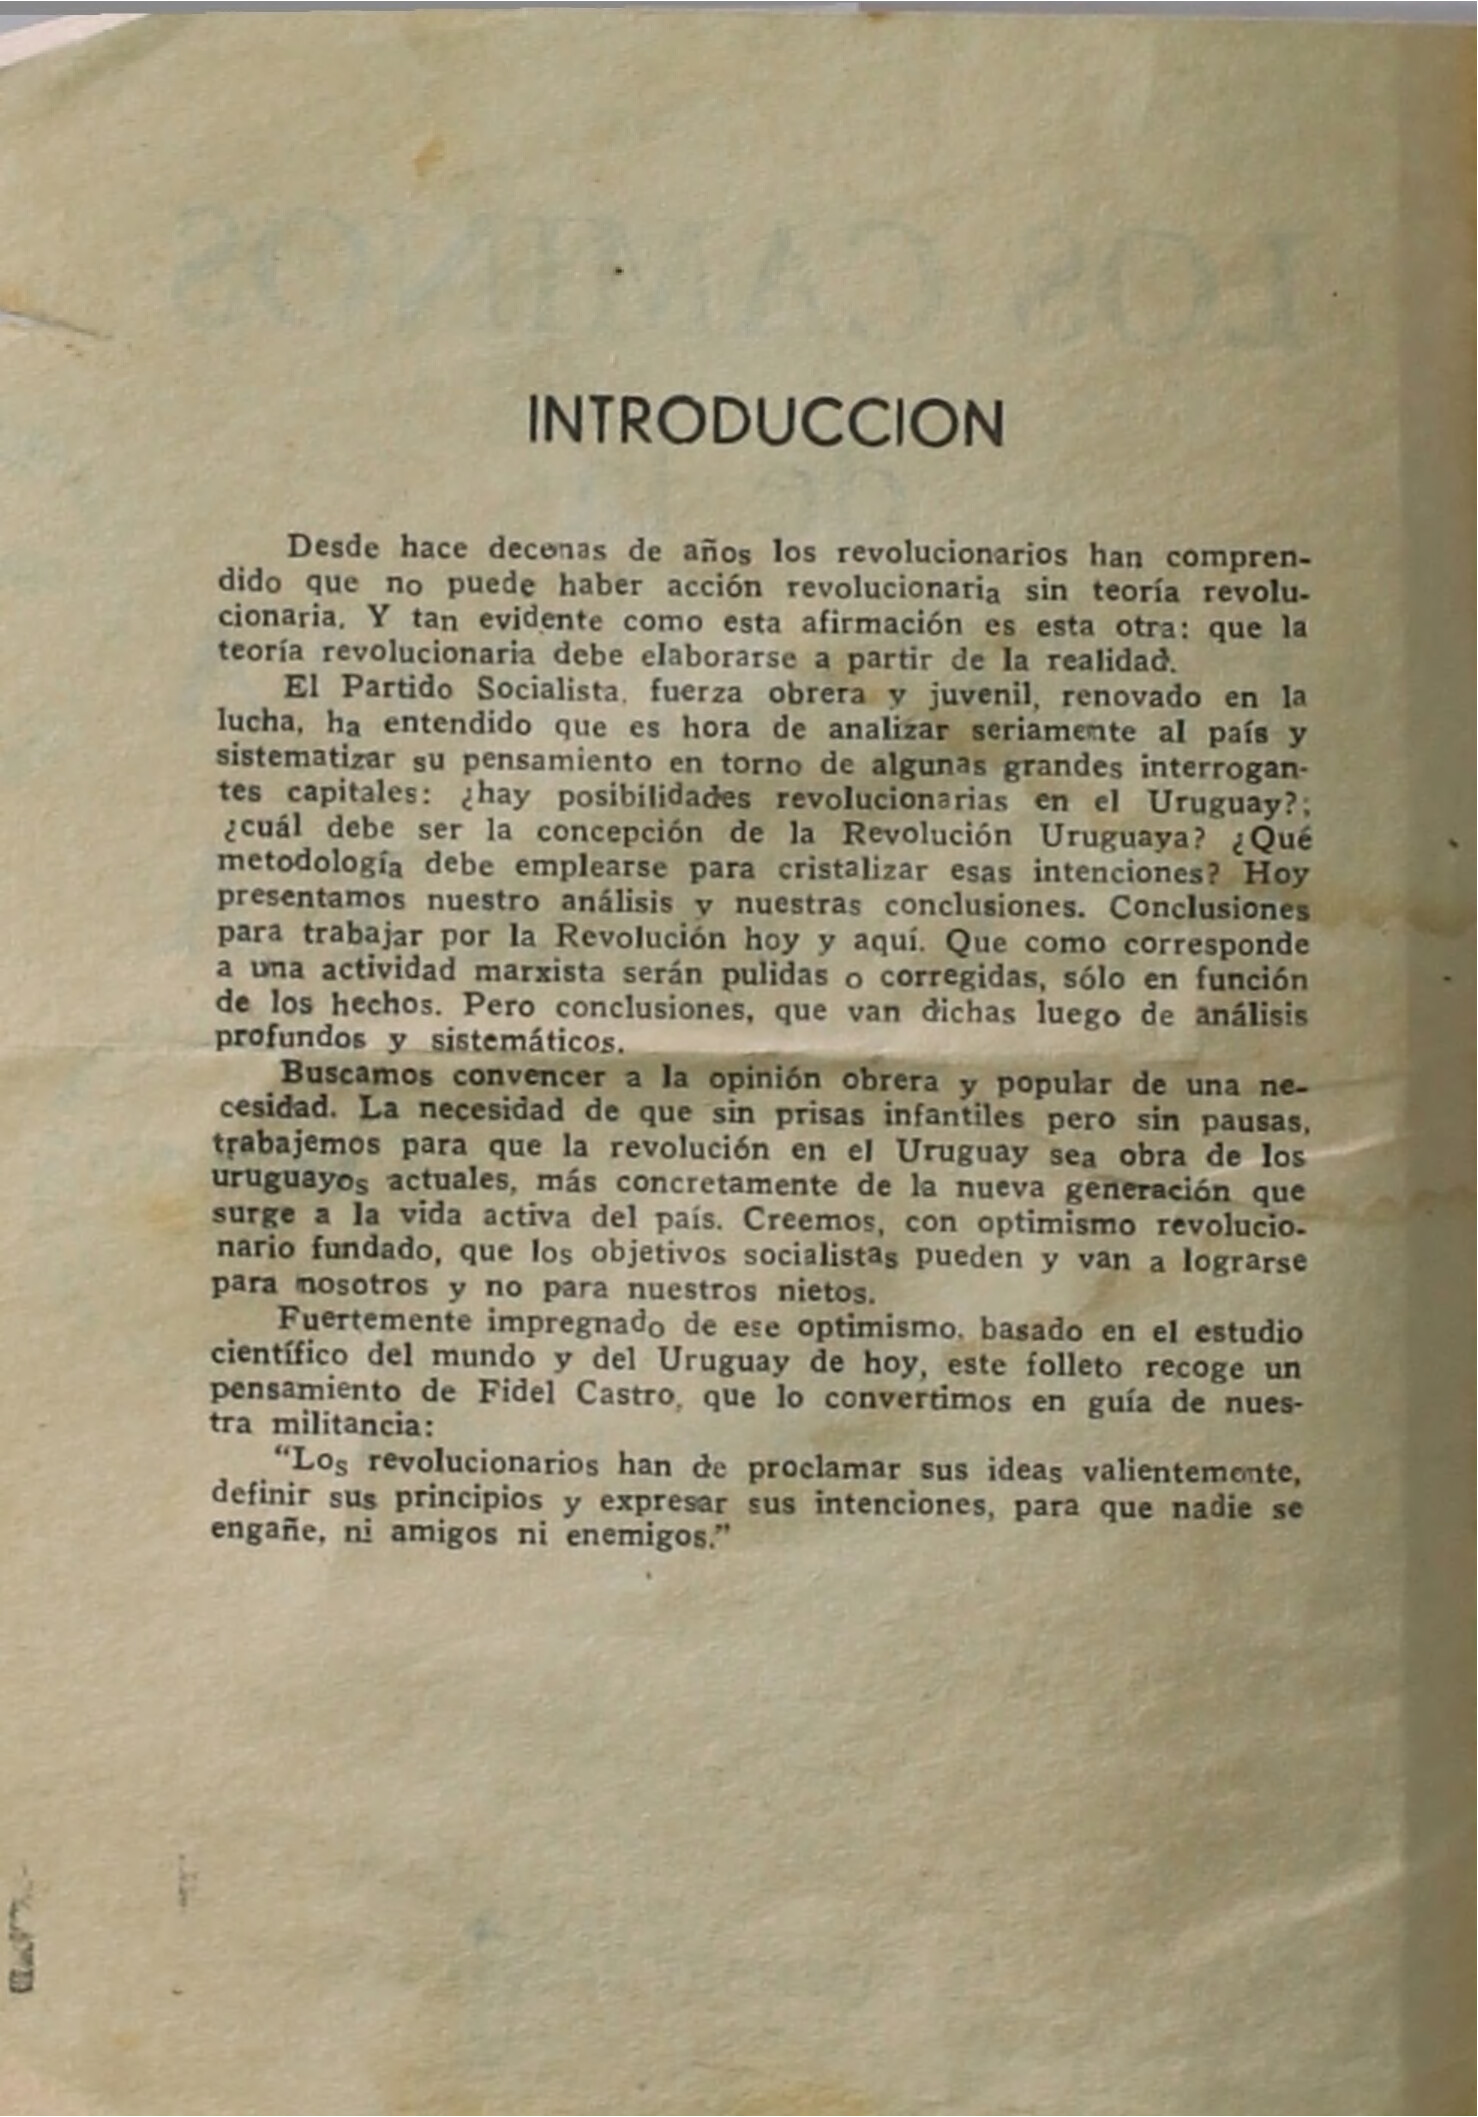 LOS CAMINOS
INTRODUCCION
Desde hace decenas de años los revolucionarios han compren-
dido que no puede haber acción revolucionaria sin teoría revolu-
cionaria. Y tan evidente como esta afirmación es esta otra: que la
teoría revolucionaria debe elaborarse a partir de la realidad.
El Partido Socialista, fuerza obrera y juvenil, renovado en la
lucha, ha entendido que es hora de analizar seriamente al país y
sistematizar su pensamiento en torno de algunas grandes interrogan-
tes capitales: ¿hay posibilidades revolucionarias en el Uruguay?;
¿cuál debe ser la concepción de la Revolución Uruguaya? ¿Qué
metodología debe emplearse para cristalizar esas intenciones? Hoy
presentamos nuestro análisis y nuestras conclusiones. Conclusiones
para trabajar por la Revolución hoy y aquí. Que como corresponde
a una actividad marxista serán pulidas o corregidas, sólo en función
de los hechos. Pero conclusiones, que van dichas luego de análisis
profundos y sistemáticos.
Buscamos convencer a la opinión obrera y popular de una ne-
cesidad. La necesidad de que sin prisas infantiles pero sin pausas,
trabajemos para que la revolución en el Uruguay sea obra de los
uruguayos actuales, más concretamente de la nueva generación que
surge a la vida activa del país. Creemos, con optimismo revolucio-
nario fundado, que los objetivos socialistas pueden y van a lograrse
para nosotros y no para nuestros nietos.
Fuertemente impregnado de ese optimismo, basado en el estudio
científico del mundo y del Uruguay de hoy, este folleto recoge un
pensamiento de Fidel Castro, que lo convertimos en guía de nues-
tra militancia:
“Los revolucionarios han de proclamar sus ideas valientemente,
definir sus principios y expresar sus intenciones, para que nadie se
engañe, ni amigos ni enemigos.”